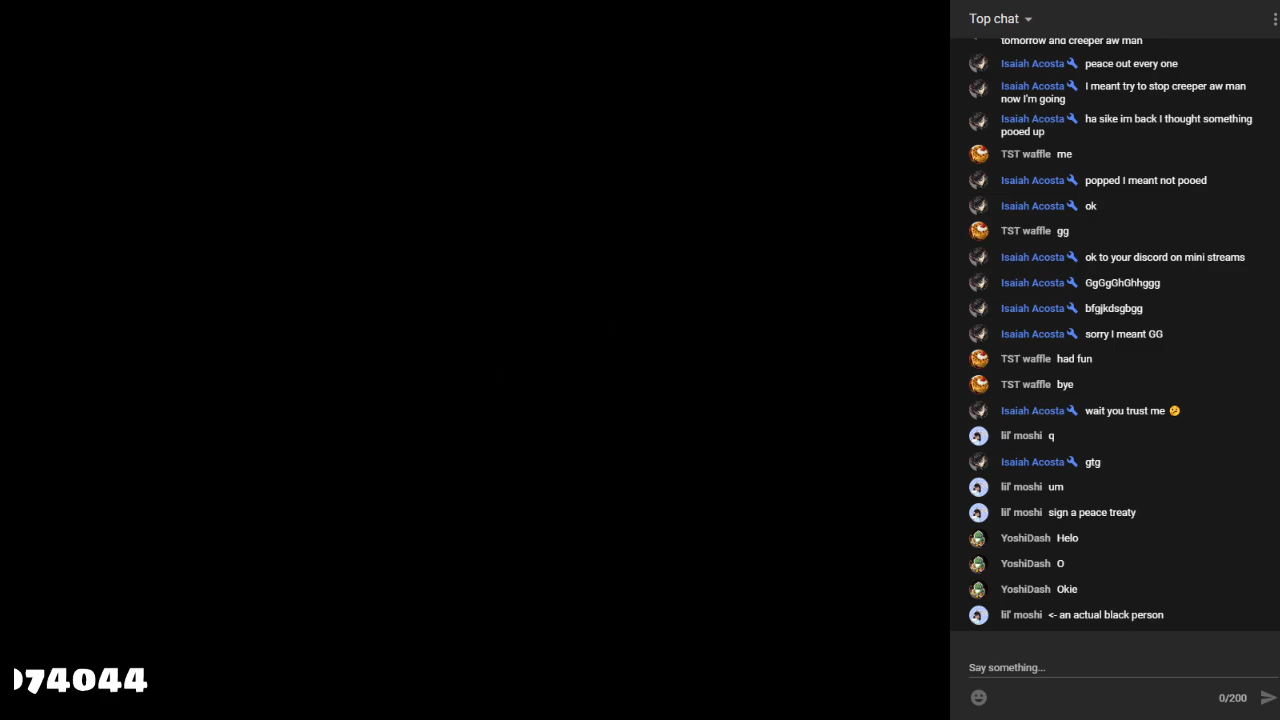 Top chat
tomorrow and creeper aw man
Isaiah Acosta peace out every one
Isaiah Acosta I meant try to stop creeper aw man
now I'm going
Isaiah Acosta ha sike im back I thought something
pooed up
TST waffle me
Isaiah Acosta popped I meant not pooed
Isaiah Acosta ok
TST waffle gg
Isaiah Acosta ok to your discord on mini streams
Isaiah Acosta GgGgGhGhhggg
Isaiah Acosta bfgjkdsgbgg
Isaiah Acosta sorry I meant GG
TST waffle had fun
TST waffle bye
Isaiah Acosta wait you trust me 😕
lil' moshi q
Isaiah Acosta gtg
lil' moshi um
lil' moshi sign a peace treaty
YoshiDash Helo
YoshiDash O
YoshiDash Okie
lil' moshi <- an actual black person
Say something...
0/200
74044